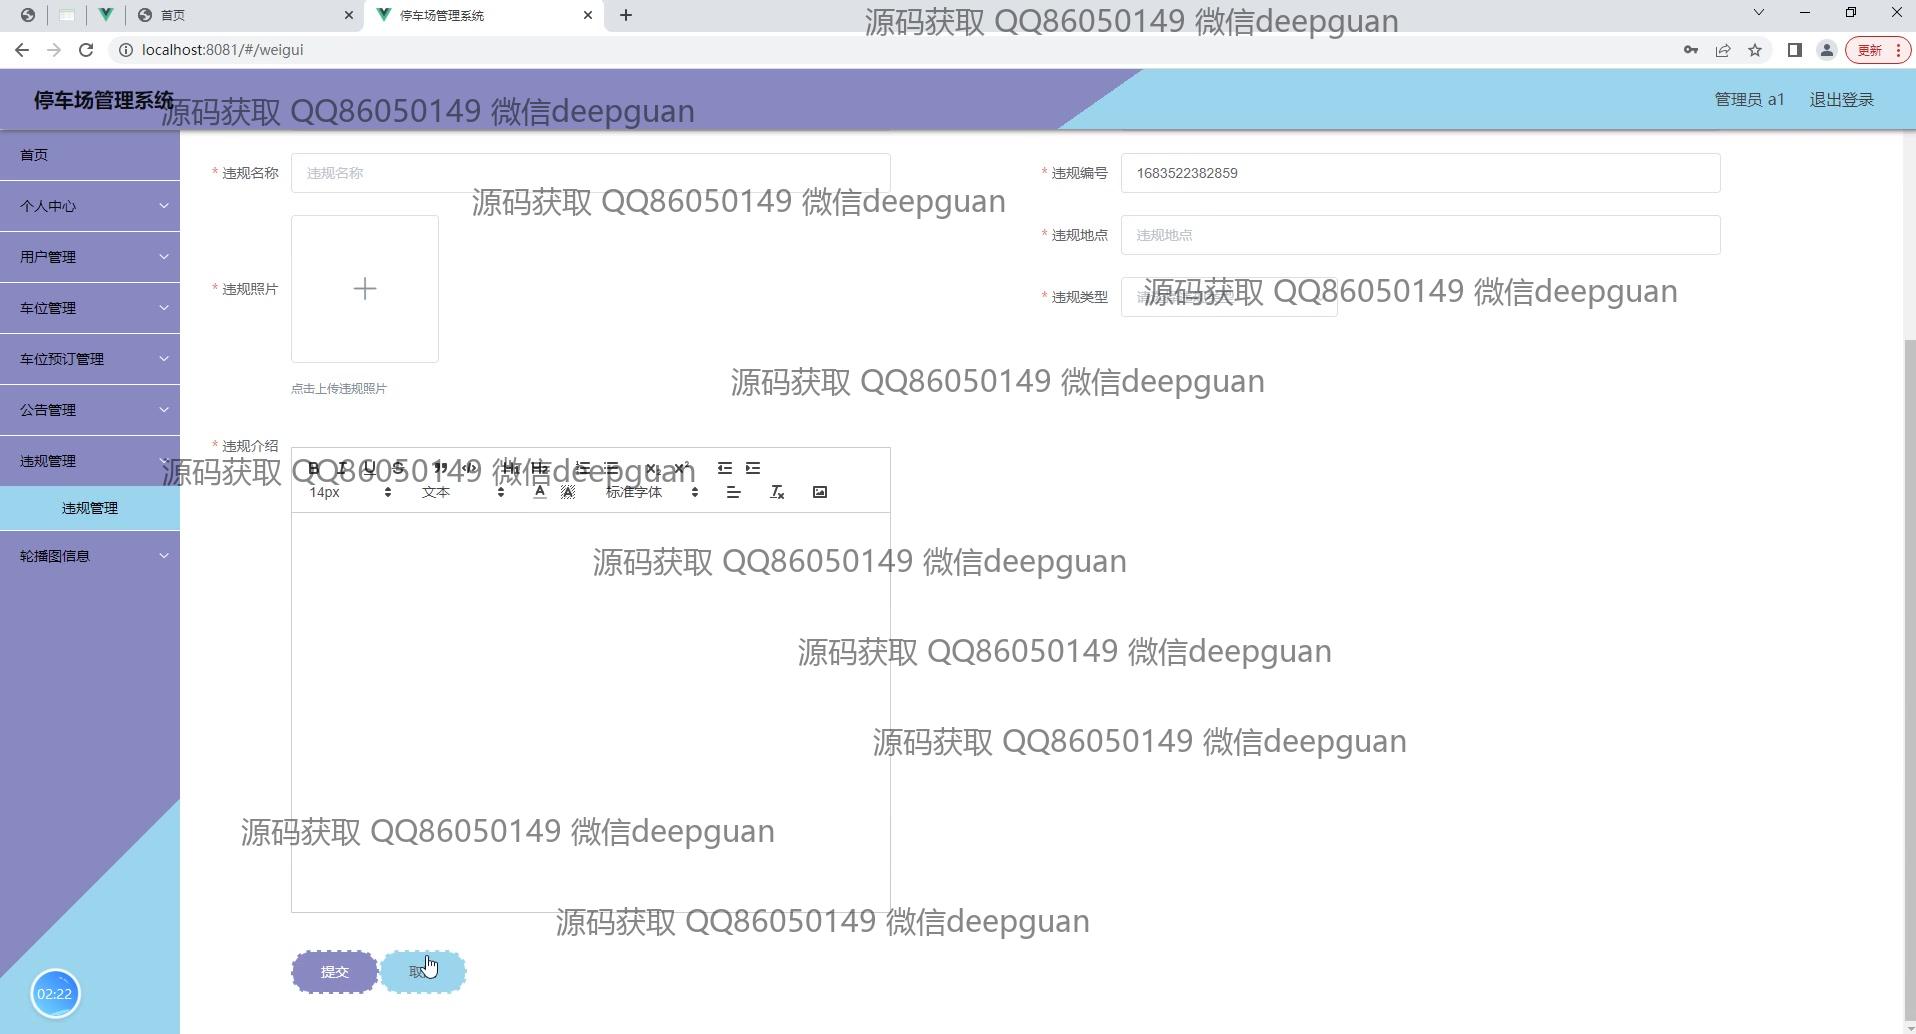 首页
停车场管理系统
源码获取 QQ86050149 微信deepguan
localhost:8081/#/weigui
更新
停车场管理系统
源码获取 QQ86050149 微信deepguan
管理员 a1
退出登录
首页
个人中心
用户管理
车位管理
车位预订管理
公告管理
违规管理
违规管理
轮播图信息
* 违规名称
违规名称
* 违规编号
1683522382859
源码获取 QQ86050149 微信deepguan
* 违规地点
违规地点
* 违规照片
* 违规类型
源码获取 QQ86050149 微信deepguan
点击上传违规照片
源码获取 QQ86050149 微信deepguan
* 违规介绍
源码获取 QQ86050149 微信deepguan
14px
文本
标准字体
源码获取 QQ86050149 微信deepguan
源码获取 QQ86050149 微信deepguan
源码获取 QQ86050149 微信deepguan
源码获取 QQ86050149 微信deepguan
源码获取 QQ86050149 微信deepguan
提交
取
02:22